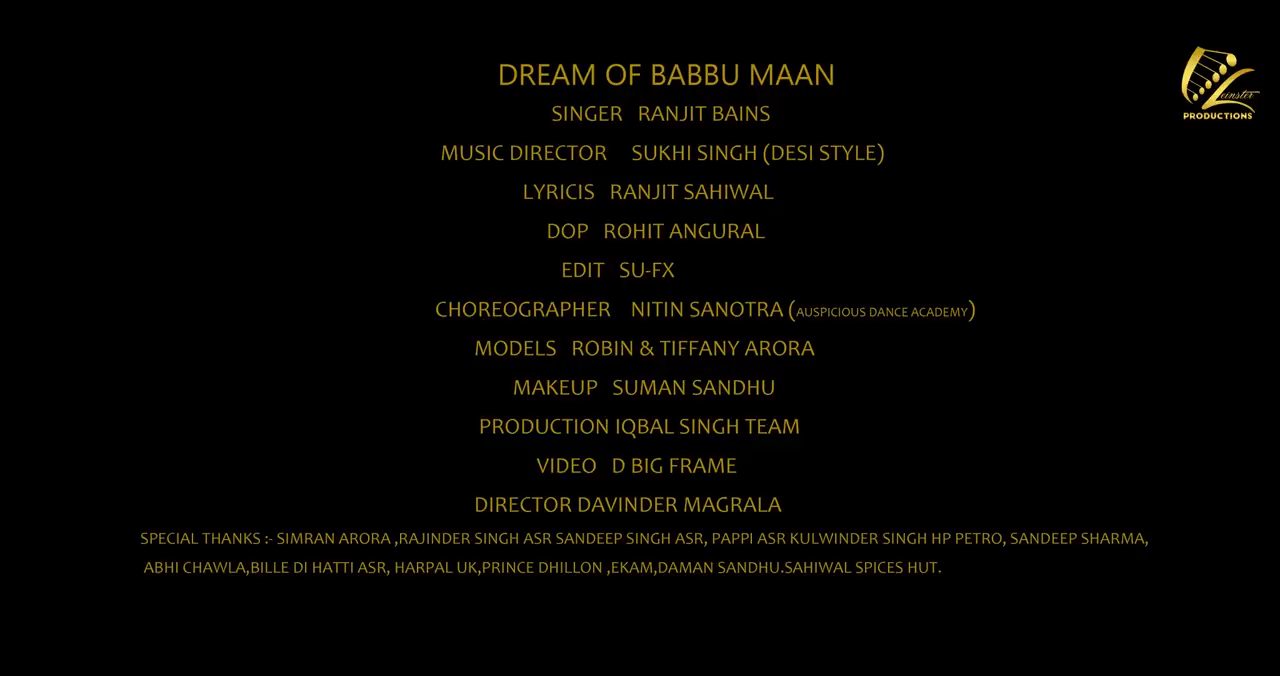 DREAM OF BABBU MAAN
SINGER RANJIT BAINS
MUSIC DIRECTOR SUKHI SINGH (DESI STYLE)
LYRICIS RANJIT SAHIWAL
DOP ROHIT ANGURAL
EDIT SU-FX
CHOREOGRAPHER NITIN SANOTRA (AUSPICIOUS DANCE ACADEMY)
MODELS ROBIN & TIFFANY ARORA
MAKEUP SUMAN SANDHU
PRODUCTION IQBAL SINGH TEAM
VIDEO D BIG FRAME
DIRECTOR DAVINDER MAGRALA
SPECIAL THANKS :- SIMRAN ARORA ,RAJINDER SINGH ASR SANDEEP SINGH ASR, PAPPI ASR KULWINDER SINGH HP PETRO, SANDEEP SHARMA,
ABHI CHAWLA,BILLE DI HATTI ASR, HARPAL UK,PRINCE DHILLON ,EKAM,DAMAN SANDHU.SAHIWAL SPICES HUT.
Leinster
PRODUCTIONS